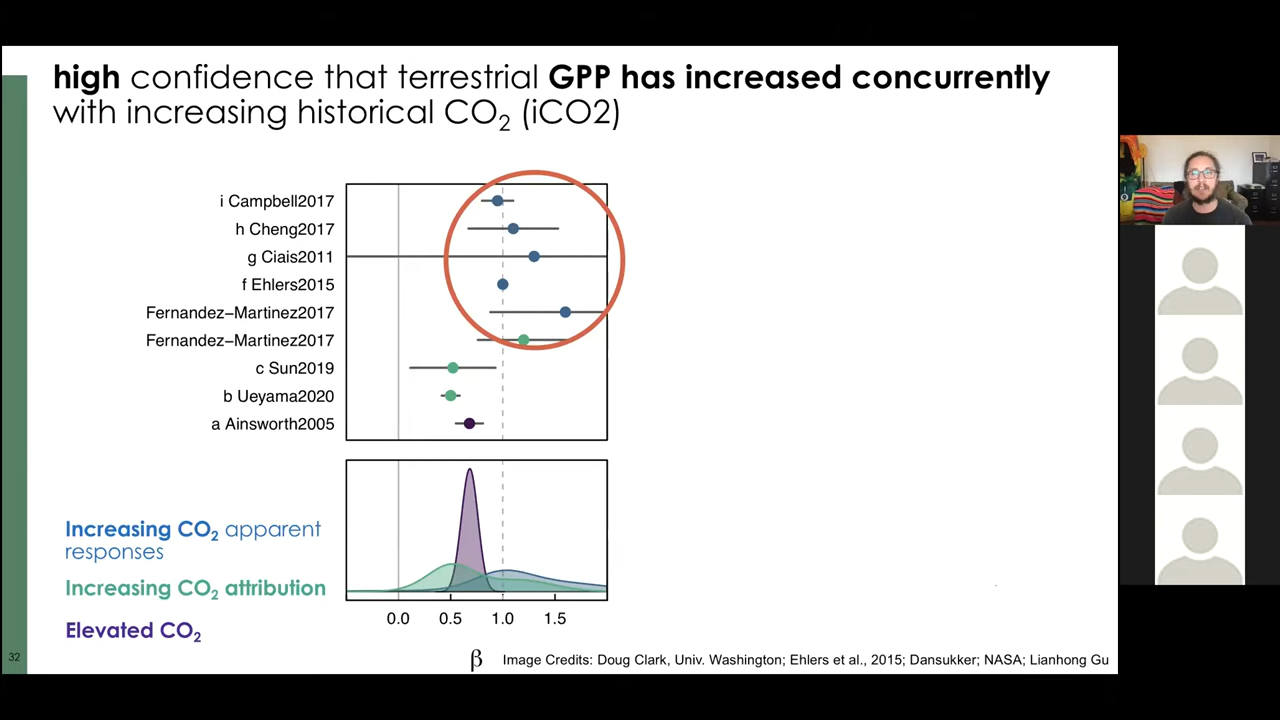 high confidence that terrestrial GPP has increased concurrently
with increasing historical CO2 (iCO2)
i Campbell2017
h Cheng2017
g Ciais2011
f Ehlers2015
Fernandez−Martinez2017
Fernandez−Martinez2017
c Sun2019
b Ueyama2020
a Ainsworth2005
Increasing CO2 apparent
responses
Increasing CO2 attribution
Elevated CO2
0.0 0.5 1.0 1.5
β
Image Credits: Doug Clark, Univ. Washington; Ehlers et al., 2015; Dansukker; NASA; Lianhong Gu
32